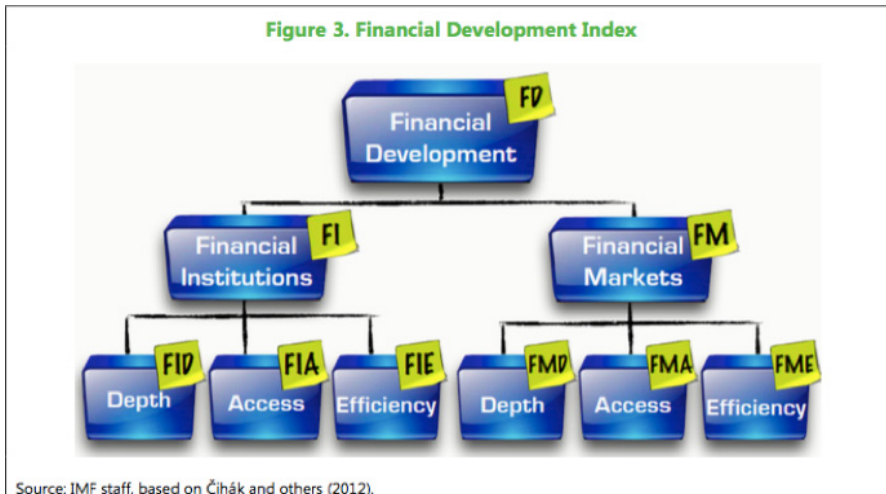 Figure 3. Financial Development Index
FD
Financial
Development
FI
Financial
Institutions
FM
Financial
Markets
FID
Depth
FIA
Access
FIE
Efficiency
FMD
Depth
FMA
Access
FME
Efficiency
Source: IMF staff, based on Čihák and others (2012).